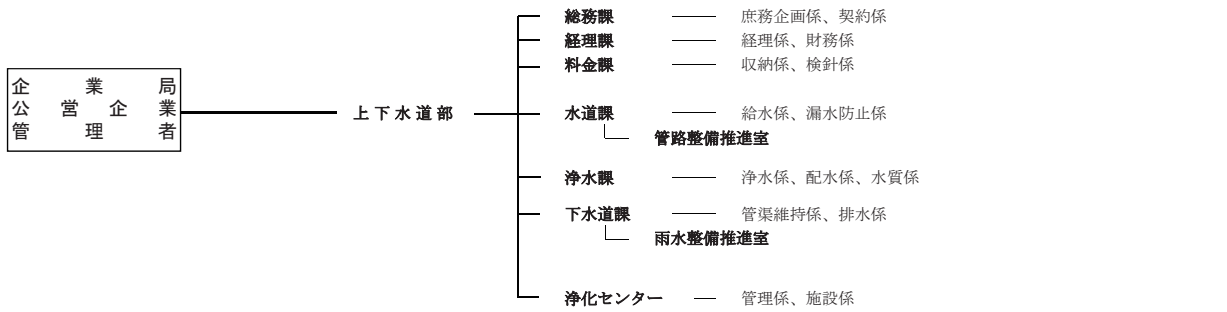 総務課 庶務企画係、契約係
経理課 経理係、財務係
料金課 収納係、検針係
企業局
公営企業
管理者
上下水道部
水道課 給水係、漏水防止係
管路整備推進室
浄水課 浄水係、配水係、水質係
下水道課 管渠維持係、排水係
雨水整備推進室
浄化センター 管理係、施設係